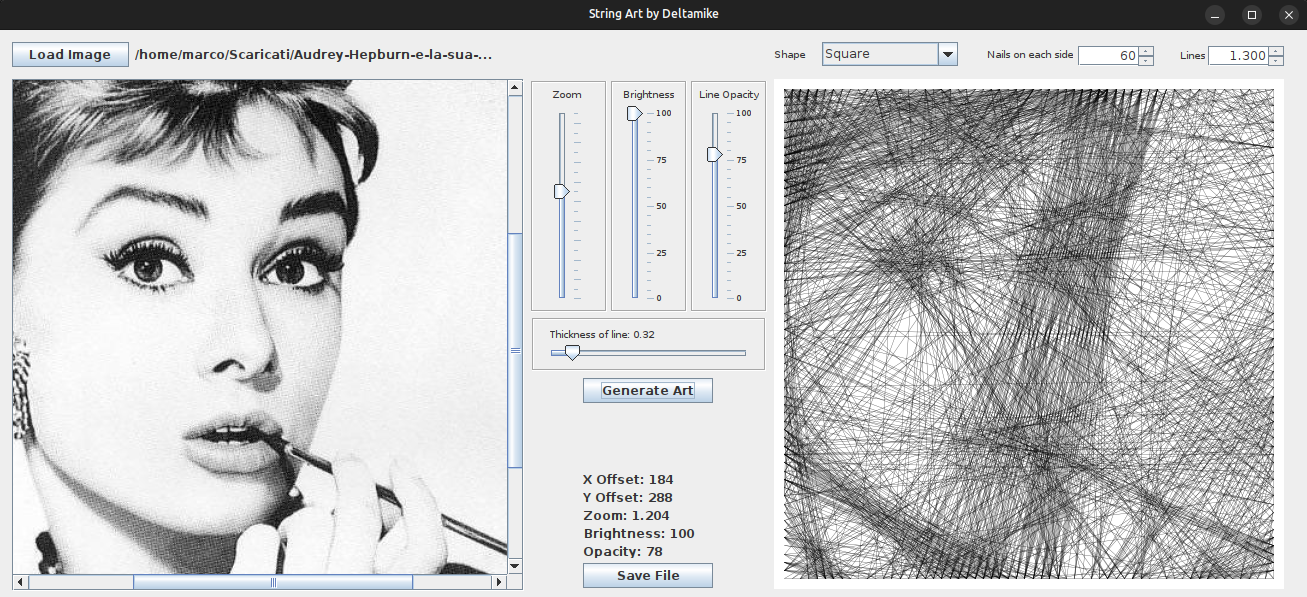 String Art by Deltamike
Load Image /home/marco/Scaricati/Audrey-Hepburn-e-la-sua-...
Shape Square Nails on each side 60 Lines 1.300
Zoom Brightness Line Opacity
100 100
75 75
50 50
25 25
0 0
Thickness of line: 0.32
Generate Art
X Offset: 184
Y Offset: 288
Zoom: 1.204
Brightness: 100
Opacity: 78
Save File